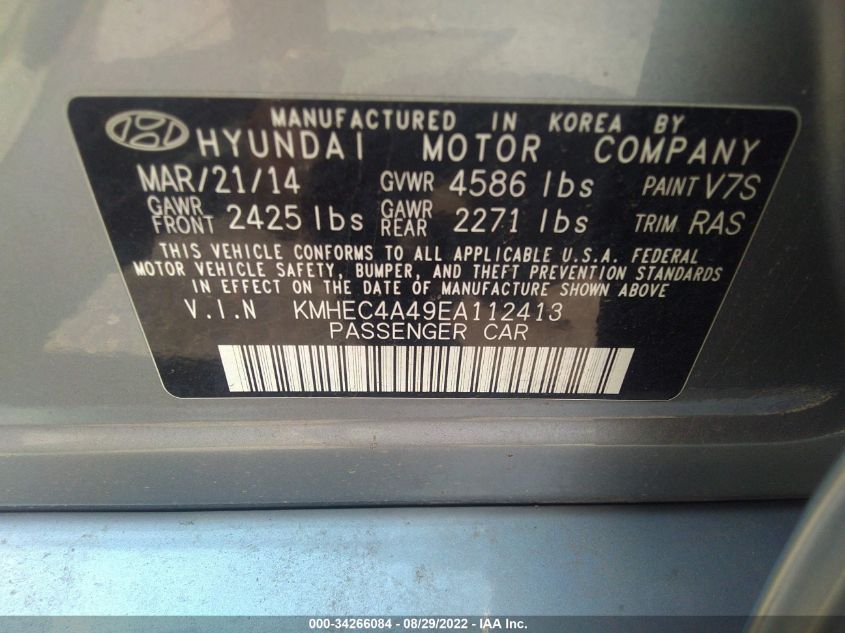 MANUFACTURED IN KOREA BY
HYUNDAI MOTOR COMPANY
MAR/21/14 GVWR 4586 lbs PAINT V7S
GAWR FRONT 2425 lbs GAWR REAR 2271 lbs TRIM RAS
THIS VEHICLE CONFORMS TO ALL APPLICABLE U.S.A. FEDERAL
MOTOR VEHICLE SAFETY, BUMPER, AND THEFT PREVENTION STANDARDS
IN EFFECT ON THE DATE OF MANUFACTURE SHOWN ABOVE
V.I.N KMHEC4A49EA112413
PASSENGER CAR
000-34266084 - 08/29/2022 - IAA Inc.